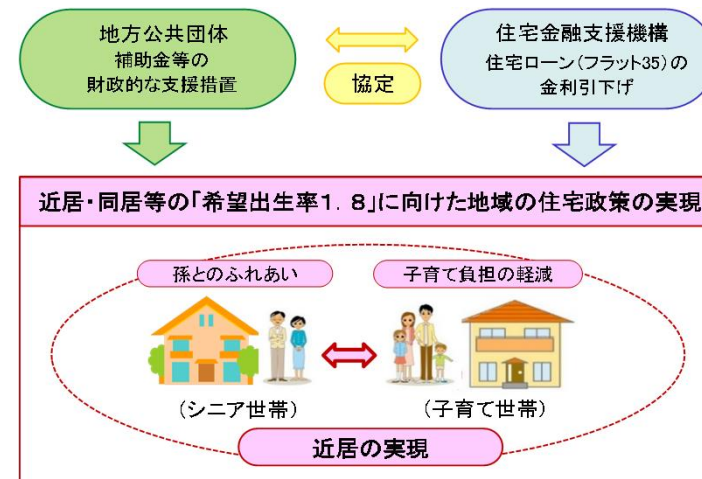 地方公共団体
補助金等の
財政的な支援措置
協定
住宅金融支援機構
住宅ローン(フラット35)の
金利引下げ
近居・同居等の「希望出生率1．8」に向けた地域の住宅政策の実現
孫とのふれあい
子育て負担の軽減
(シニア世帯)
(子育て世帯)
近居の実現